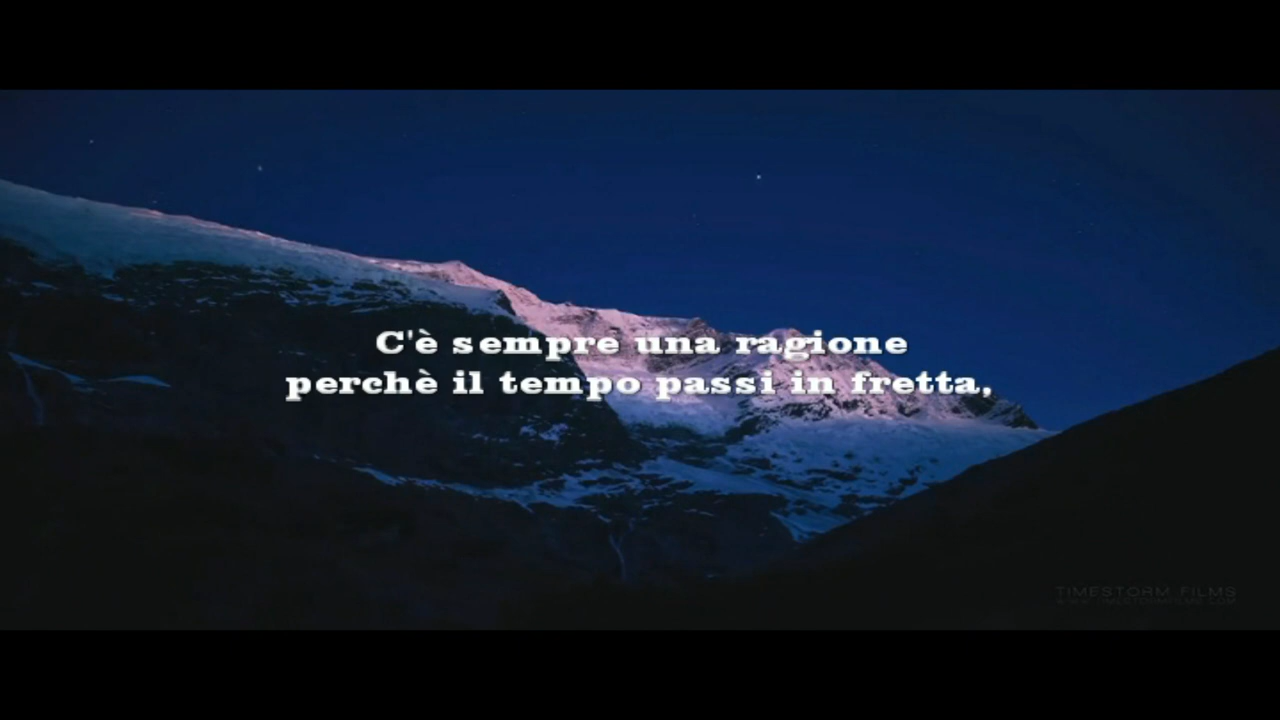 C'è sempre una ragione
perchè il tempo passi in fretta,
TIMESTORM FILMS